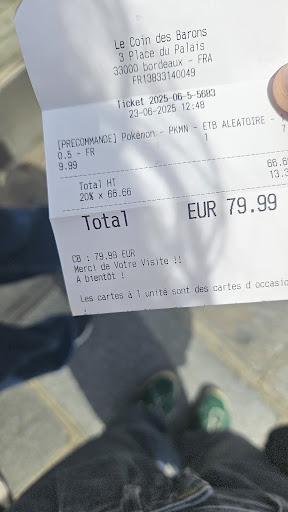 Le Coin des Barons
3 Place du Palais
33000 bordeaux - FRA
FR13833140049
Ticket 2025-06-5-5683
23-06-2025 12:48
[PRECOMMANDE] Pokémon - PKMN - ETB ALEATOIRE -
0.5 - FR 1 7
9.99
Total HT 66.6
20% x 66.66 13.3
Total EUR 79.99
CB : 79.99 EUR
Merci de Votre Visite !!
A bientôt !
Les cartes à 1 unité sont des cartes d'occasio
!